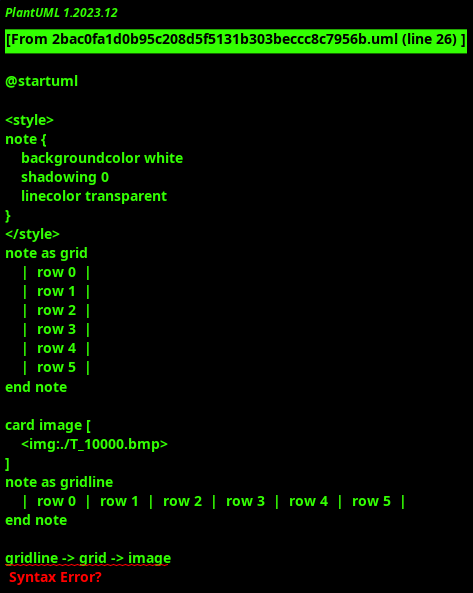 PlantUML 1.2023.12
[From 2bac0fa1d0b95c208d5f5131b303beccc8c7956b.uml (line 26) ]
@startuml
<style>
note {
backgroundcolor white
shadowing 0
linecolor transparent
}
</style>
note as grid
| row 0 |
| row 1 |
| row 2 |
| row 3 |
| row 4 |
| row 5 |
end note
card image [
<img:./T_10000.bmp>
]
note as gridline
| row 0 | row 1 | row 2 | row 3 | row 4 | row 5 |
end note
gridline -> grid -> image
Syntax Error?